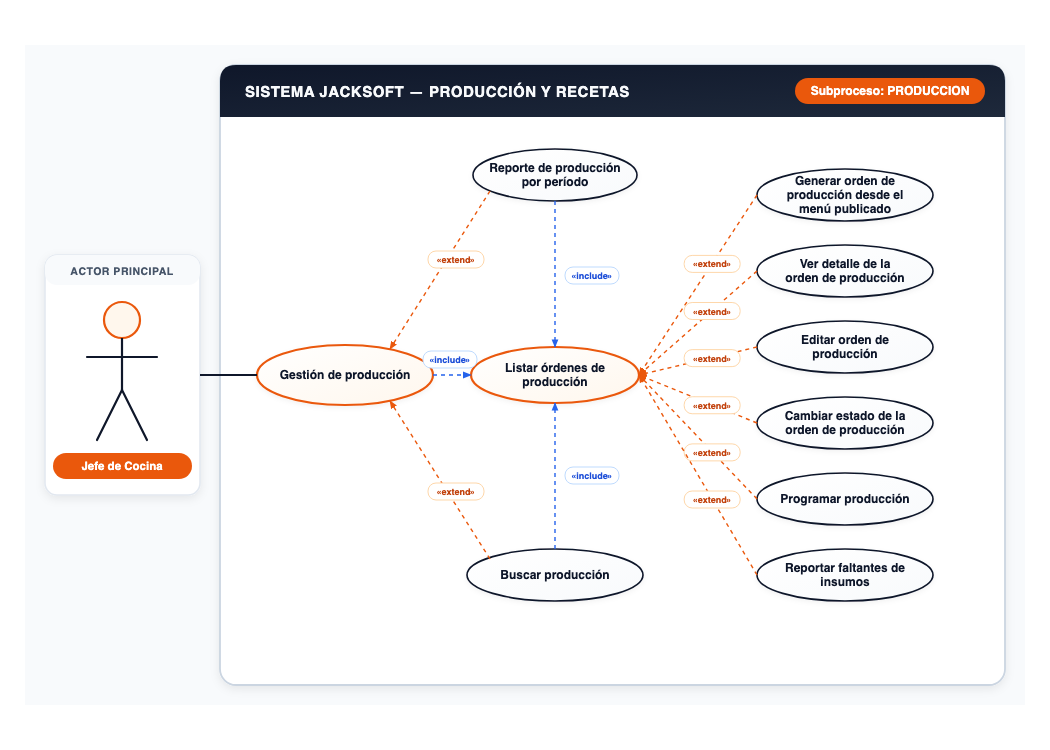 SISTEMA JACKSOFT — PRODUCCIÓN Y RECETAS
Subproceso: PRODUCCION
ACTOR PRINCIPAL
Jefe de Cocina
Reporte de producción
por período
«extend»
«include»
Gestión de producción
«include»
Listar órdenes de
producción
«extend»
«include»
Buscar producción
Generar orden de
producción desde el
menú publicado
«extend»
Ver detalle de la
orden de producción
«extend»
Editar orden de
producción
«extend»
Cambiar estado de la
orden de producción
«extend»
Programar producción
«extend»
Reportar faltantes de
insumos
«extend»